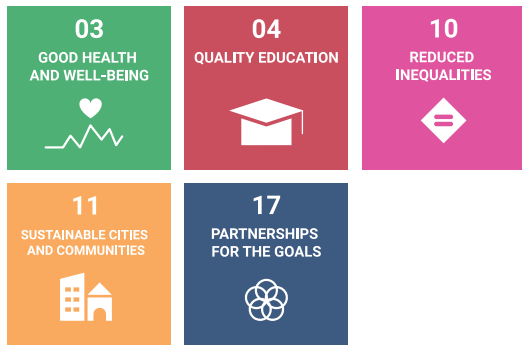 03
GOOD HEALTH
AND WELL-BEING
04
QUALITY EDUCATION
10
REDUCED
INEQUALITIES
11
SUSTAINABLE CITIES
AND COMMUNITIES
17
PARTNERSHIPS
FOR THE GOALS